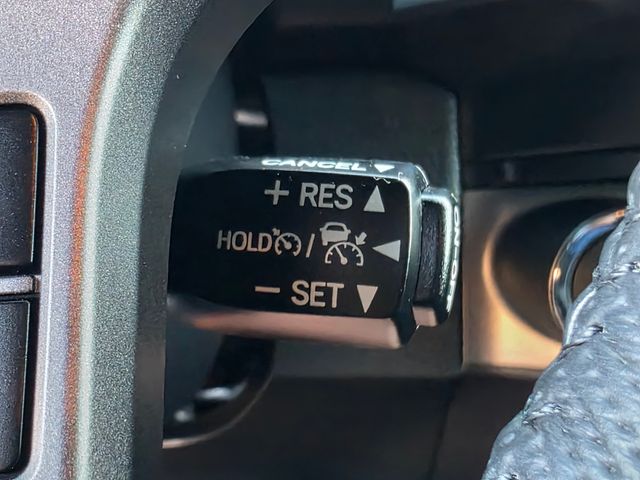 CANCEL ▼
+ RES ▲
HOLD / ◀
− SET ▼